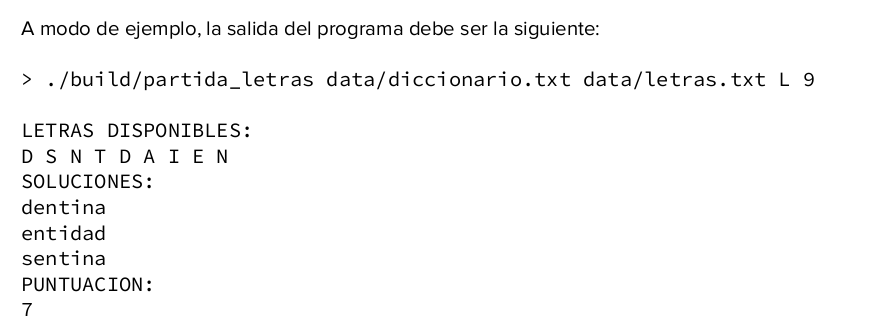 A modo de ejemplo, la salida del programa debe ser la siguiente:
> ./build/partida_letras data/diccionario.txt data/letras.txt L 9
LETRAS DISPONIBLES:
D S N T D A I E N
SOLUCIONES:
dentina
entidad
sentina
PUNTUACION:
7